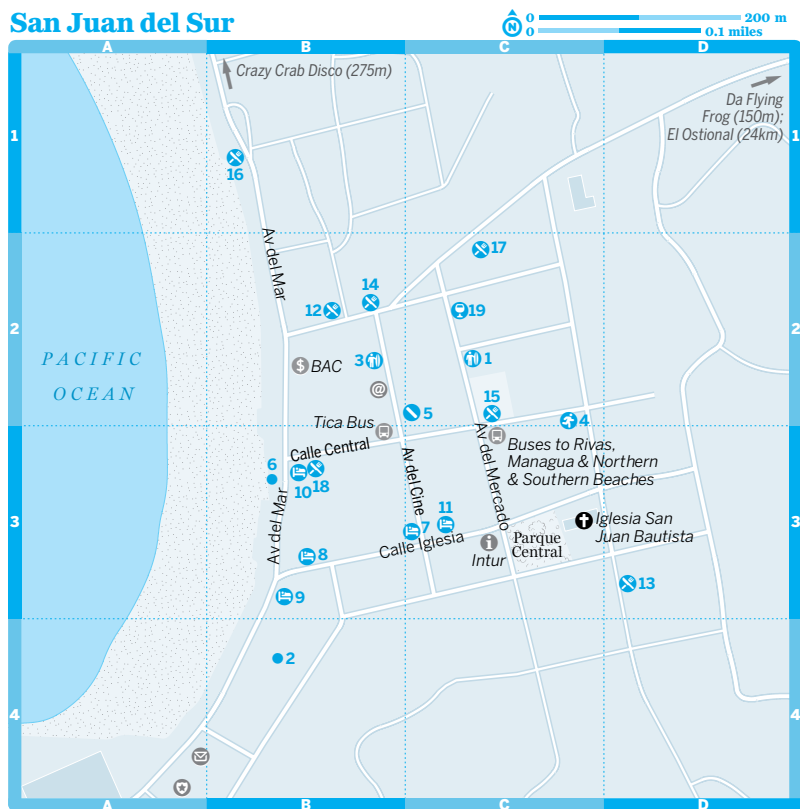 San Juan del Sur
N
0
200 m
0
0.1 miles
A
B
C
D
Crazy Crab Disco (275m)
Da Flying
Frog (150m);
El Ostional (24km)
1
1
16
Av del Mar
17
14
12
19
2
2
PACIFIC
OCEAN
3
1
$
BAC
@
15
5
4
Tica Bus
Calle Central
Buses to Rivas,
Managua & Northern
& Southern Beaches
6
10
18
Av del Cine
Av del Mercado
Av del Mar
3
3
11
7
Calle Iglesia
i
Intur
Parque
Central
Iglesia San
Juan Bautista
8
13
9
2
4
4
A
B
C
D